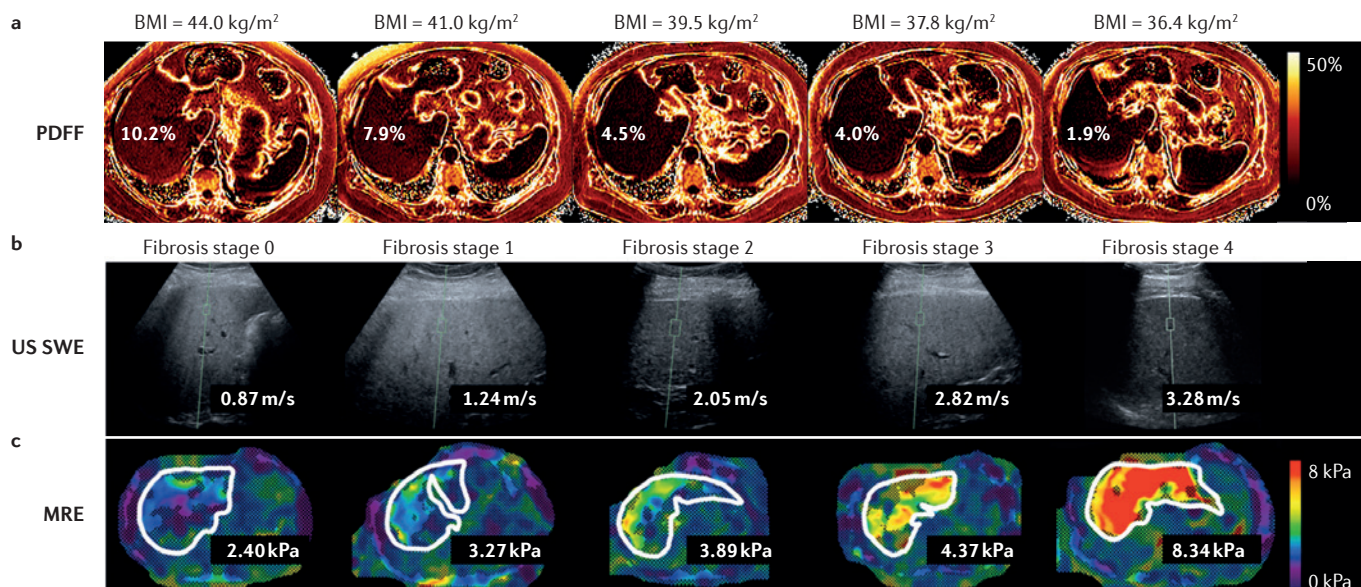 a
BMI = 44.0 kg/m² BMI = 41.0 kg/m² BMI = 39.5 kg/m² BMI = 37.8 kg/m² BMI = 36.4 kg/m²
50%
PDFF
10.2% 7.9% 4.5% 4.0% 1.9%
0%
b
Fibrosis stage 0 Fibrosis stage 1 Fibrosis stage 2 Fibrosis stage 3 Fibrosis stage 4
US SWE
0.87 m/s 1.24 m/s 2.05 m/s 2.82 m/s 3.28 m/s
c
8 kPa
MRE
2.40 kPa 3.27 kPa 3.89 kPa 4.37 kPa 8.34 kPa
0 kPa